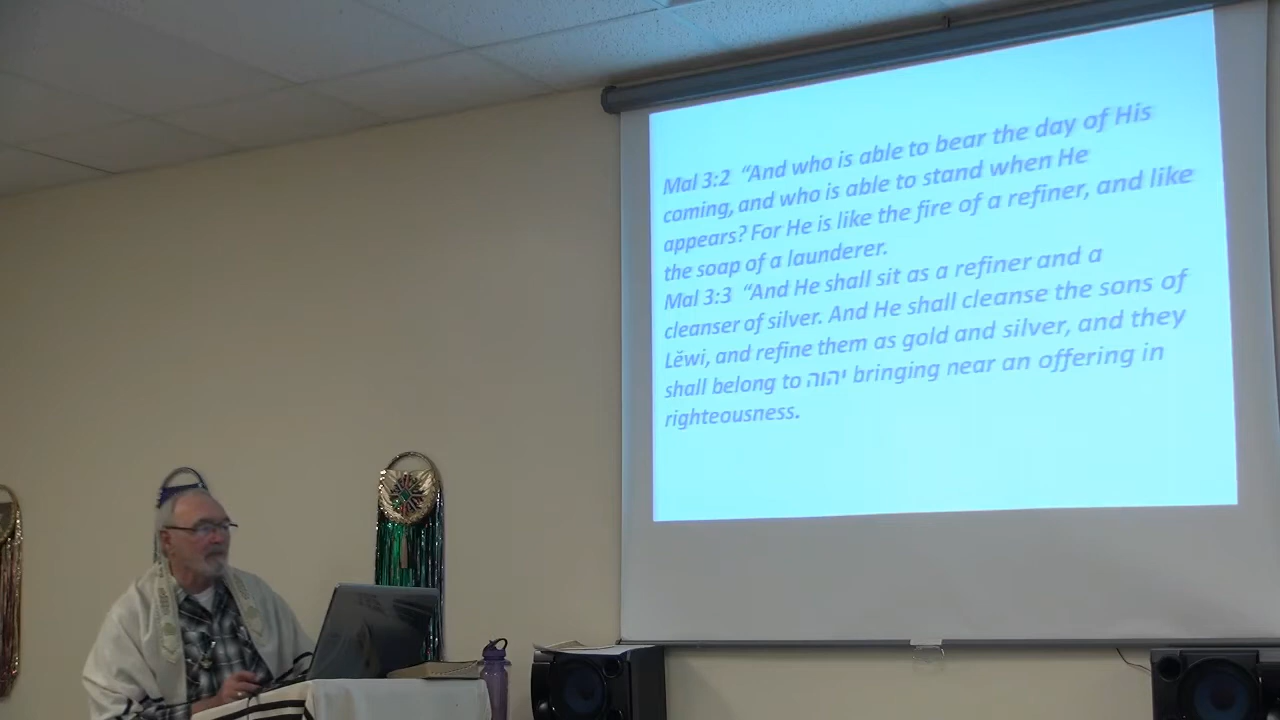 Mal 3:2 “And who is able to bear the day of His
coming, and who is able to stand when He
appears? For He is like the fire of a refiner, and like
the soap of a launderer.
Mal 3:3 “And He shall sit as a refiner and a
cleanser of silver. And He shall cleanse the sons of
Lěwi, and refine them as gold and silver, and they
shall belong to יהוה bringing near an offering in
righteousness.